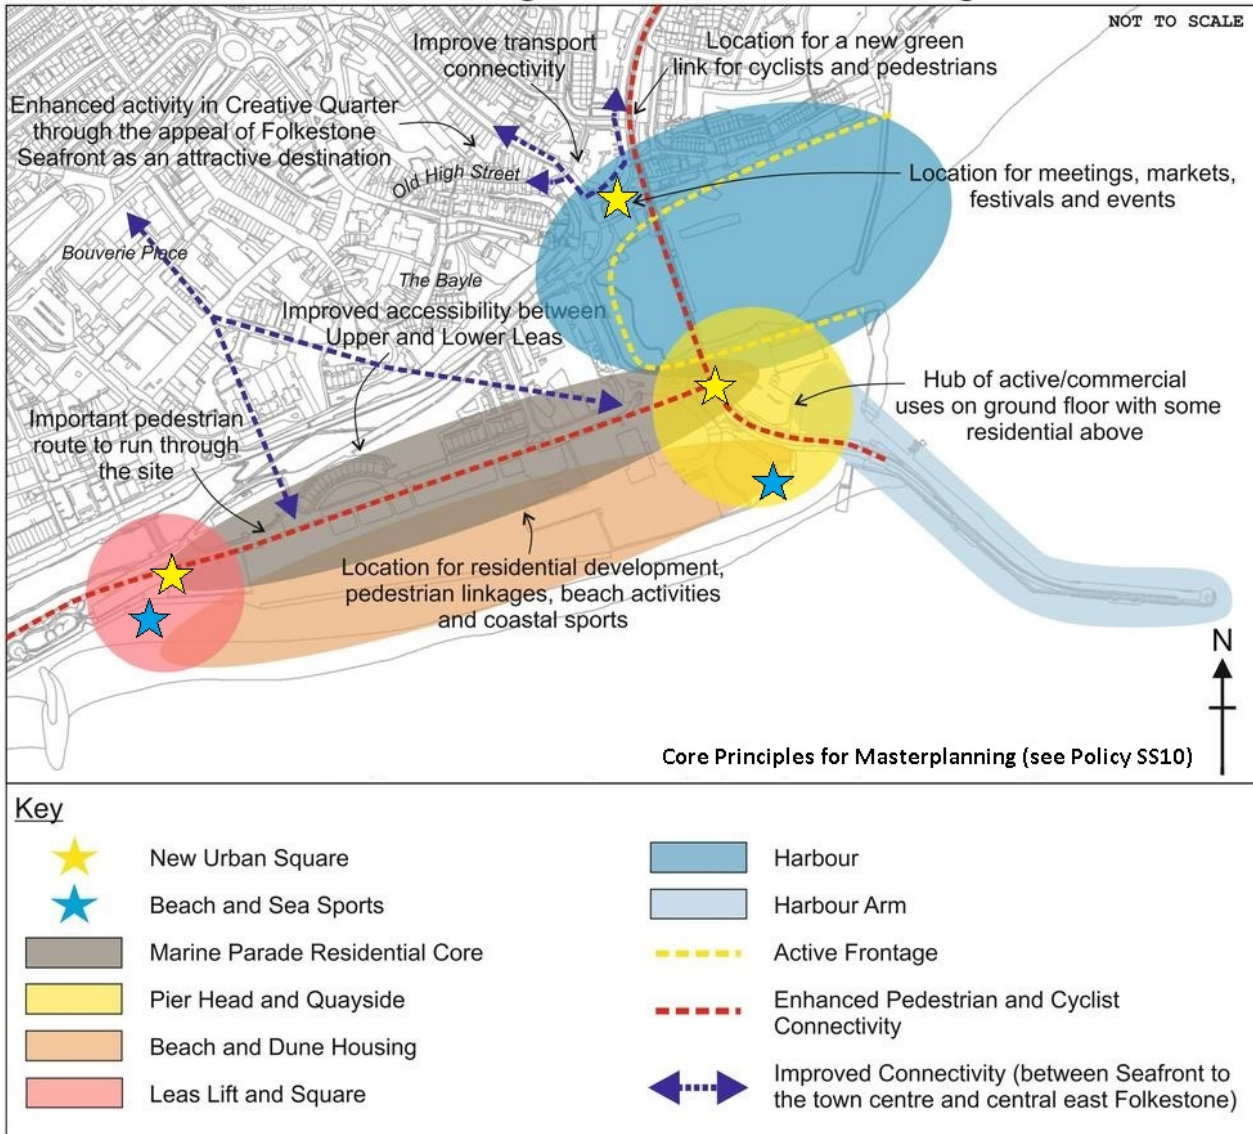 NOT TO SCALE
Improve transport
connectivity
Location for a new green
link for cyclists and pedestrians
Enhanced activity in Creative Quarter
through the appeal of Folkestone
Seafront as an attractive destination
Old High Street
Location for meetings, markets,
festivals and events
Bouverie Place
The Bayle
Improved accessibility between
Upper and Lower Leas
Hub of active/commercial
uses on ground floor with some
residential above
Important pedestrian
route to run through
the site
Location for residential development,
pedestrian linkages, beach activities
and coastal sports
N
Core Principles for Masterplanning (see Policy SS10)
Key
New Urban Square
Beach and Sea Sports
Marine Parade Residential Core
Pier Head and Quayside
Beach and Dune Housing
Leas Lift and Square
Harbour
Harbour Arm
Active Frontage
Enhanced Pedestrian and Cyclist
Connectivity
Improved Connectivity (between Seafront to
the town centre and central east Folkestone)